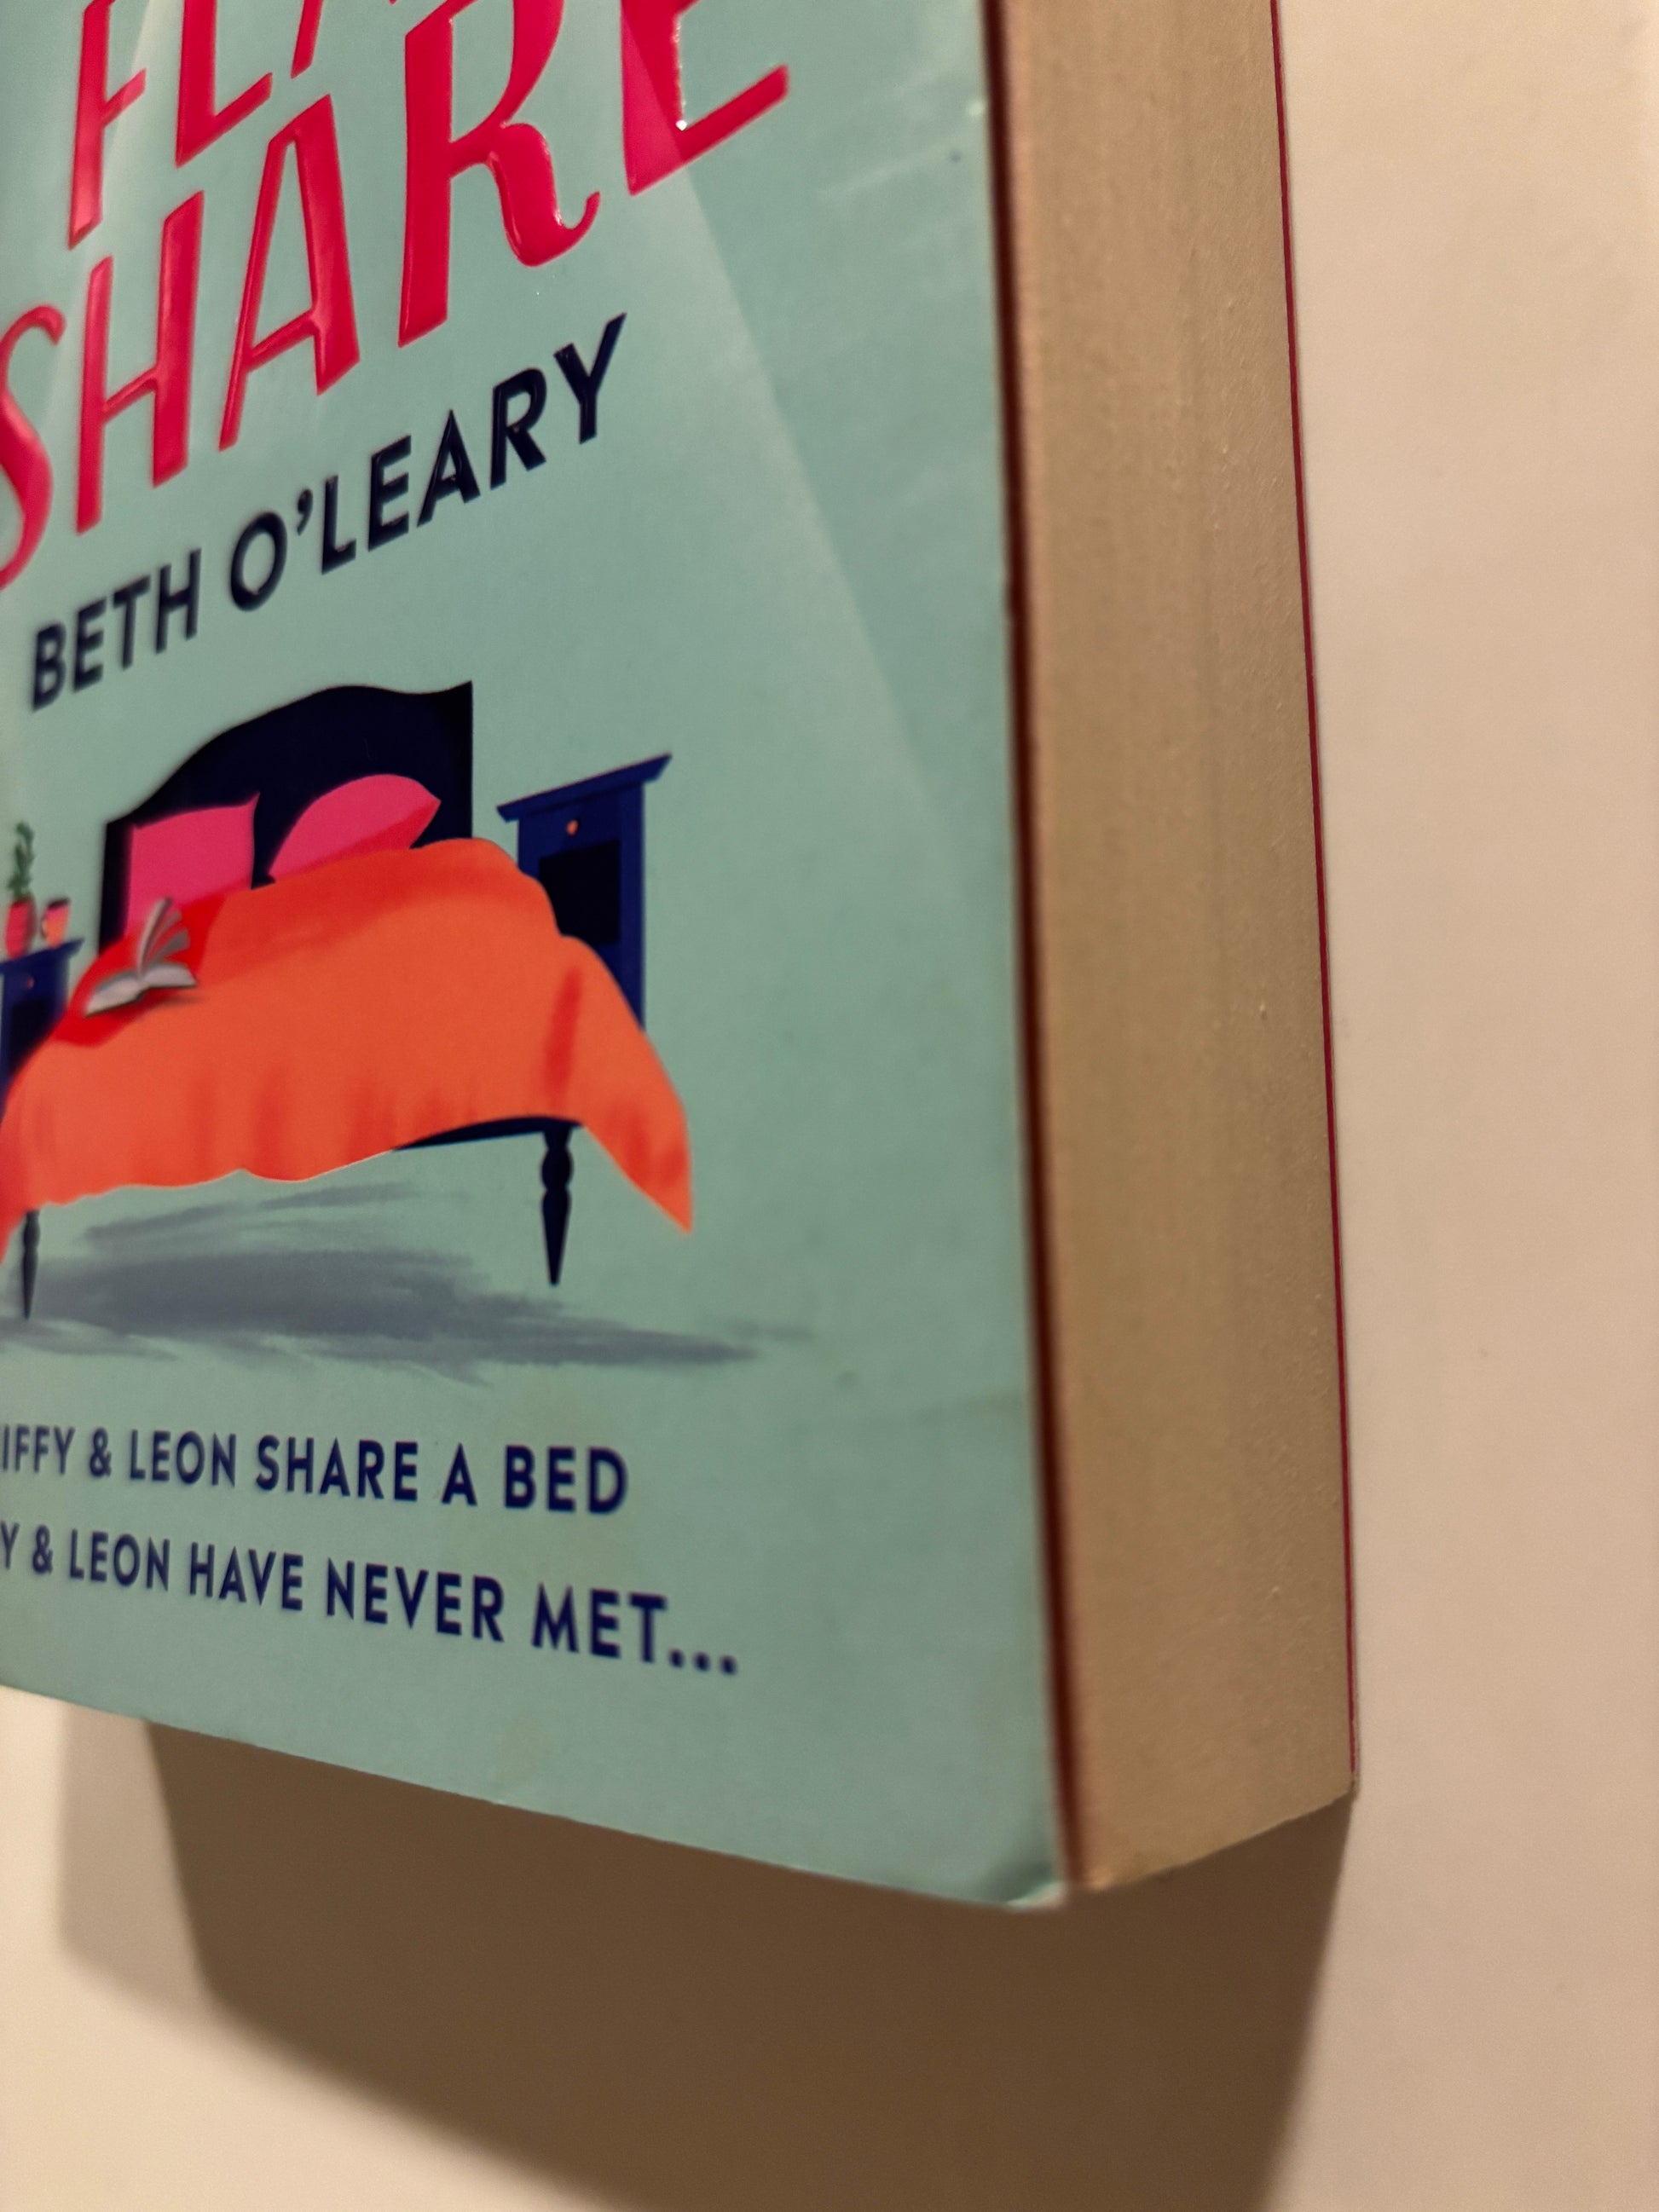 SHARE
BETH O'LEARY
IFFY & LEON SHARE A BED
Y & LEON HAVE NEVER MET...